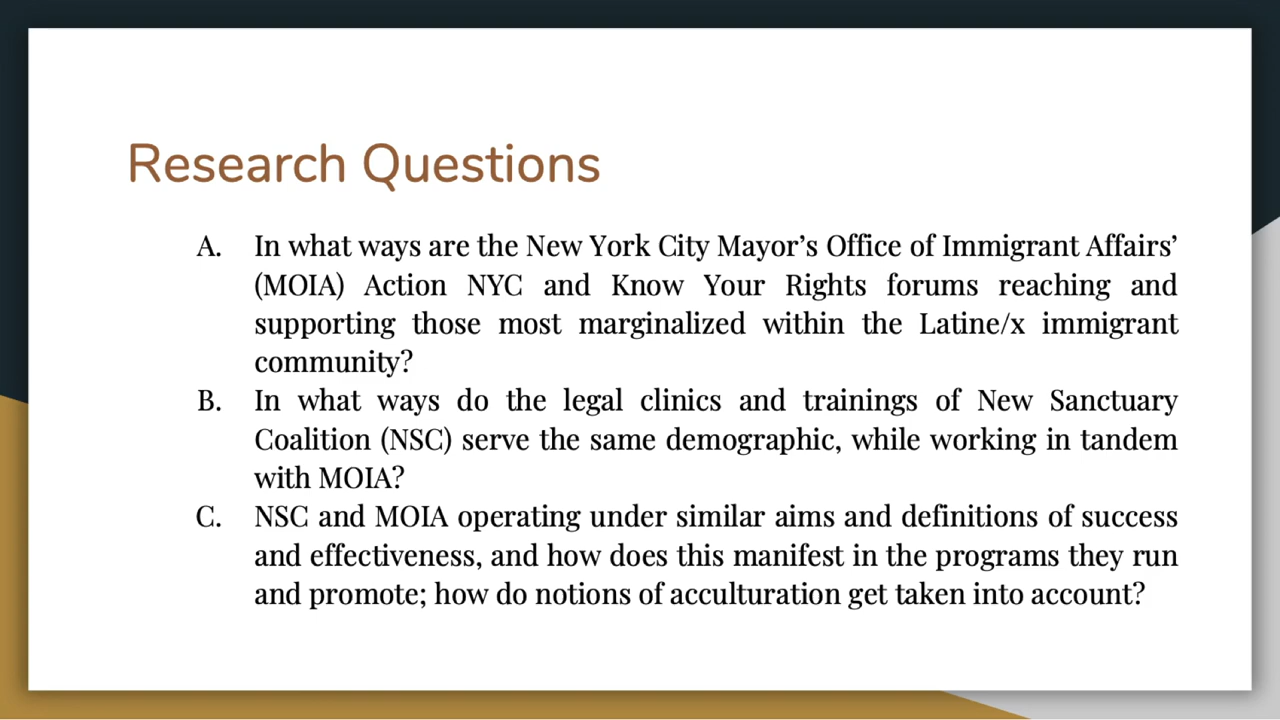 Research Questions
A. In what ways are the New York City Mayor’s Office of Immigrant Affairs’
(MOIA) Action NYC and Know Your Rights forums reaching and
supporting those most marginalized within the Latine/x immigrant
community?
B. In what ways do the legal clinics and trainings of New Sanctuary
Coalition (NSC) serve the same demographic, while working in tandem
with MOIA?
C. NSC and MOIA operating under similar aims and definitions of success
and effectiveness, and how does this manifest in the programs they run
and promote; how do notions of acculturation get taken into account?